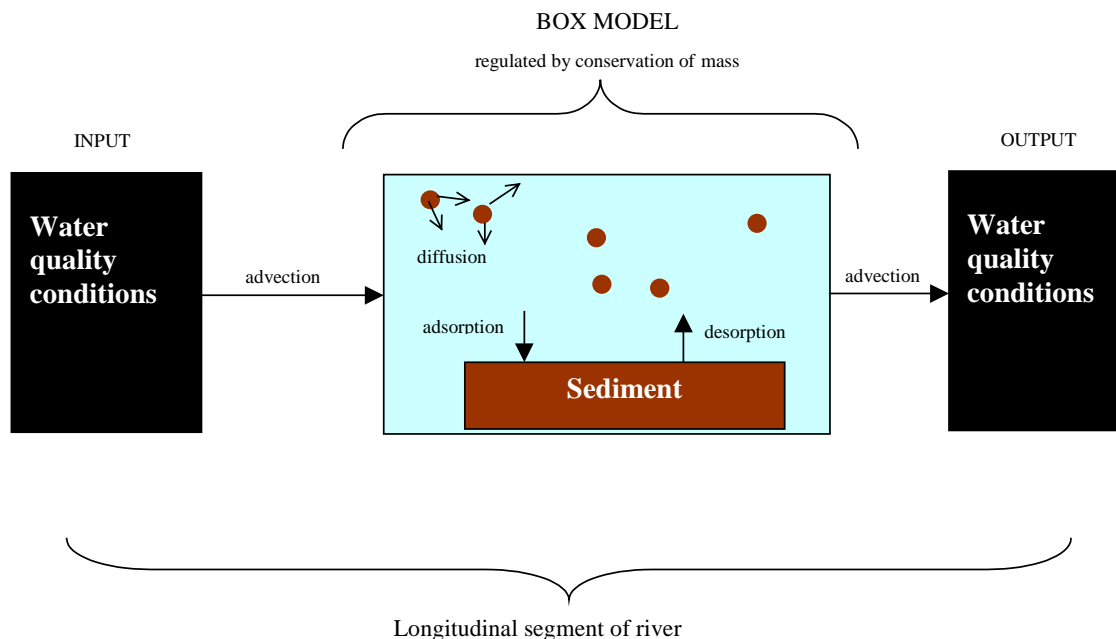 BOX MODEL
regulated by conservation of mass
INPUT
OUTPUT
Water
quality
conditions
advection
diffusion
adsorption
desorption
Sediment
advection
Water
quality
conditions
Longitudinal segment of river